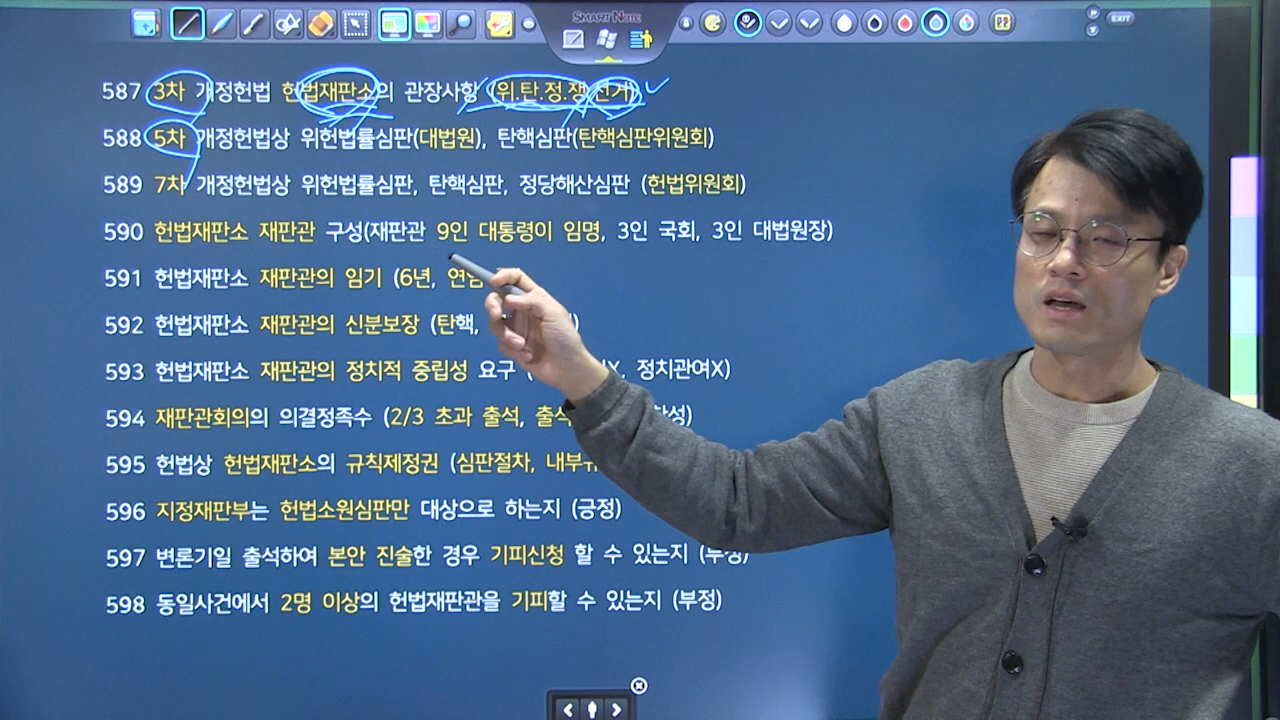 SMART NOTE
EXIT
587 3차 개정헌법 헌법재판소의 관장사항 (위.탄.정.쟁.선거)
588 5차 개정헌법상 위헌법률심판(대법원), 탄핵심판(탄핵심판위원회)
589 7차 개정헌법상 위헌법률심판, 탄핵심판, 정당해산심판 (헌법위원회)
590 헌법재판소 재판관 구성(재판관 9인 대통령이 임명, 3인 국회, 3인 대법원장)
591 헌법재판소 재판관의 임기 (6년,
592 헌법재판소 재판관의 신분보장 (탄핵,
593 헌법재판소 재판관의 정치적 중립성 요구 ( X, 정치관여X)
594 재판관회의의 의결정족수 (2/3 초과 출석,
595 헌법상 헌법재판소의 규칙제정권 (심판절차,
596 지정재판부는 헌법소원심판만 대상으로 하는지 (긍정)
597 변론기일 출석하여 본안 진술한 경우 기피신청 할 수 있는지 (부정)
598 동일사건에서 2명 이상의 헌법재판관을 기피할 수 있는지 (부정)